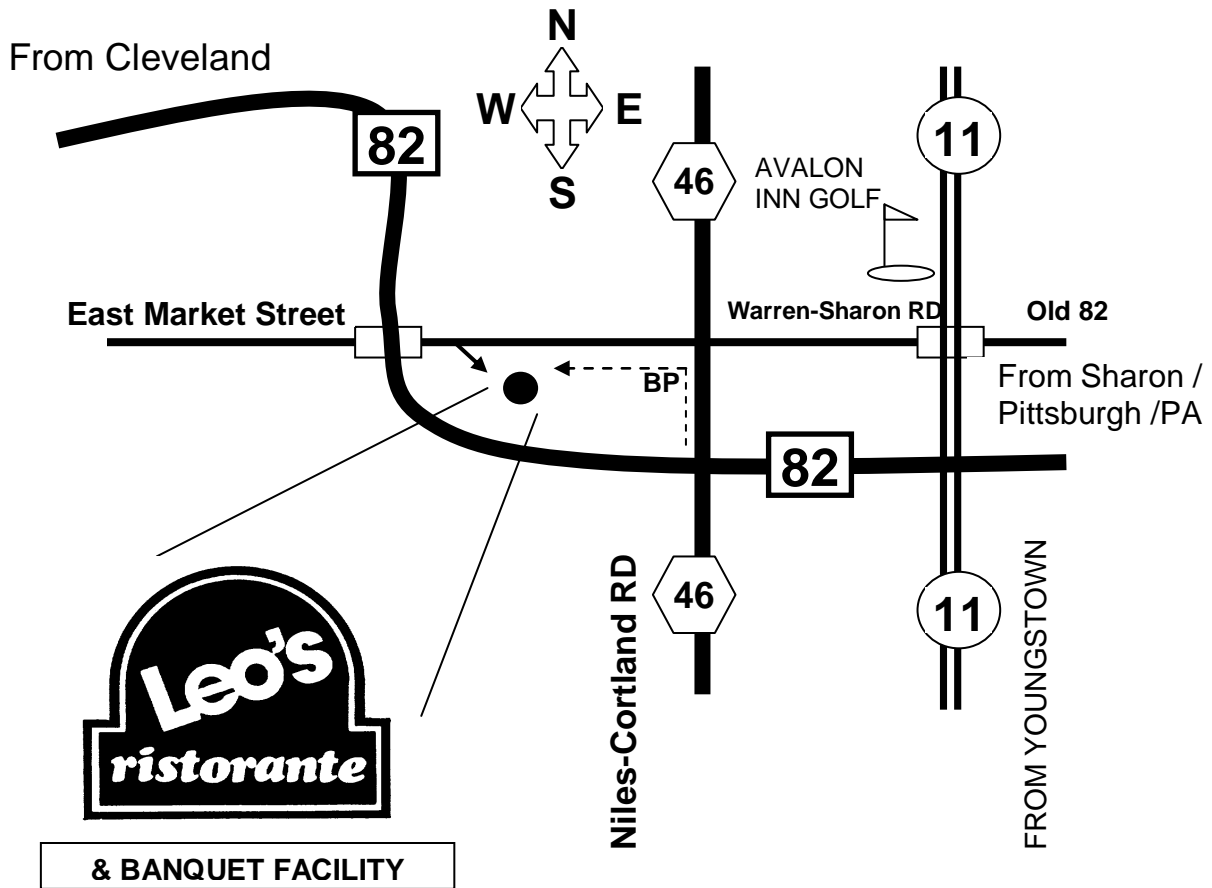 N
From Cleveland
W E
82
S
46
11
AVALON
INN GOLF
East Market Street
Warren-Sharon RD
Old 82
BP
From Sharon /
Pittsburgh /PA
82
46
11
Niles-Cortland RD
FROM YOUNGSTOWN
Leo's
ristorante
& BANQUET FACILITY